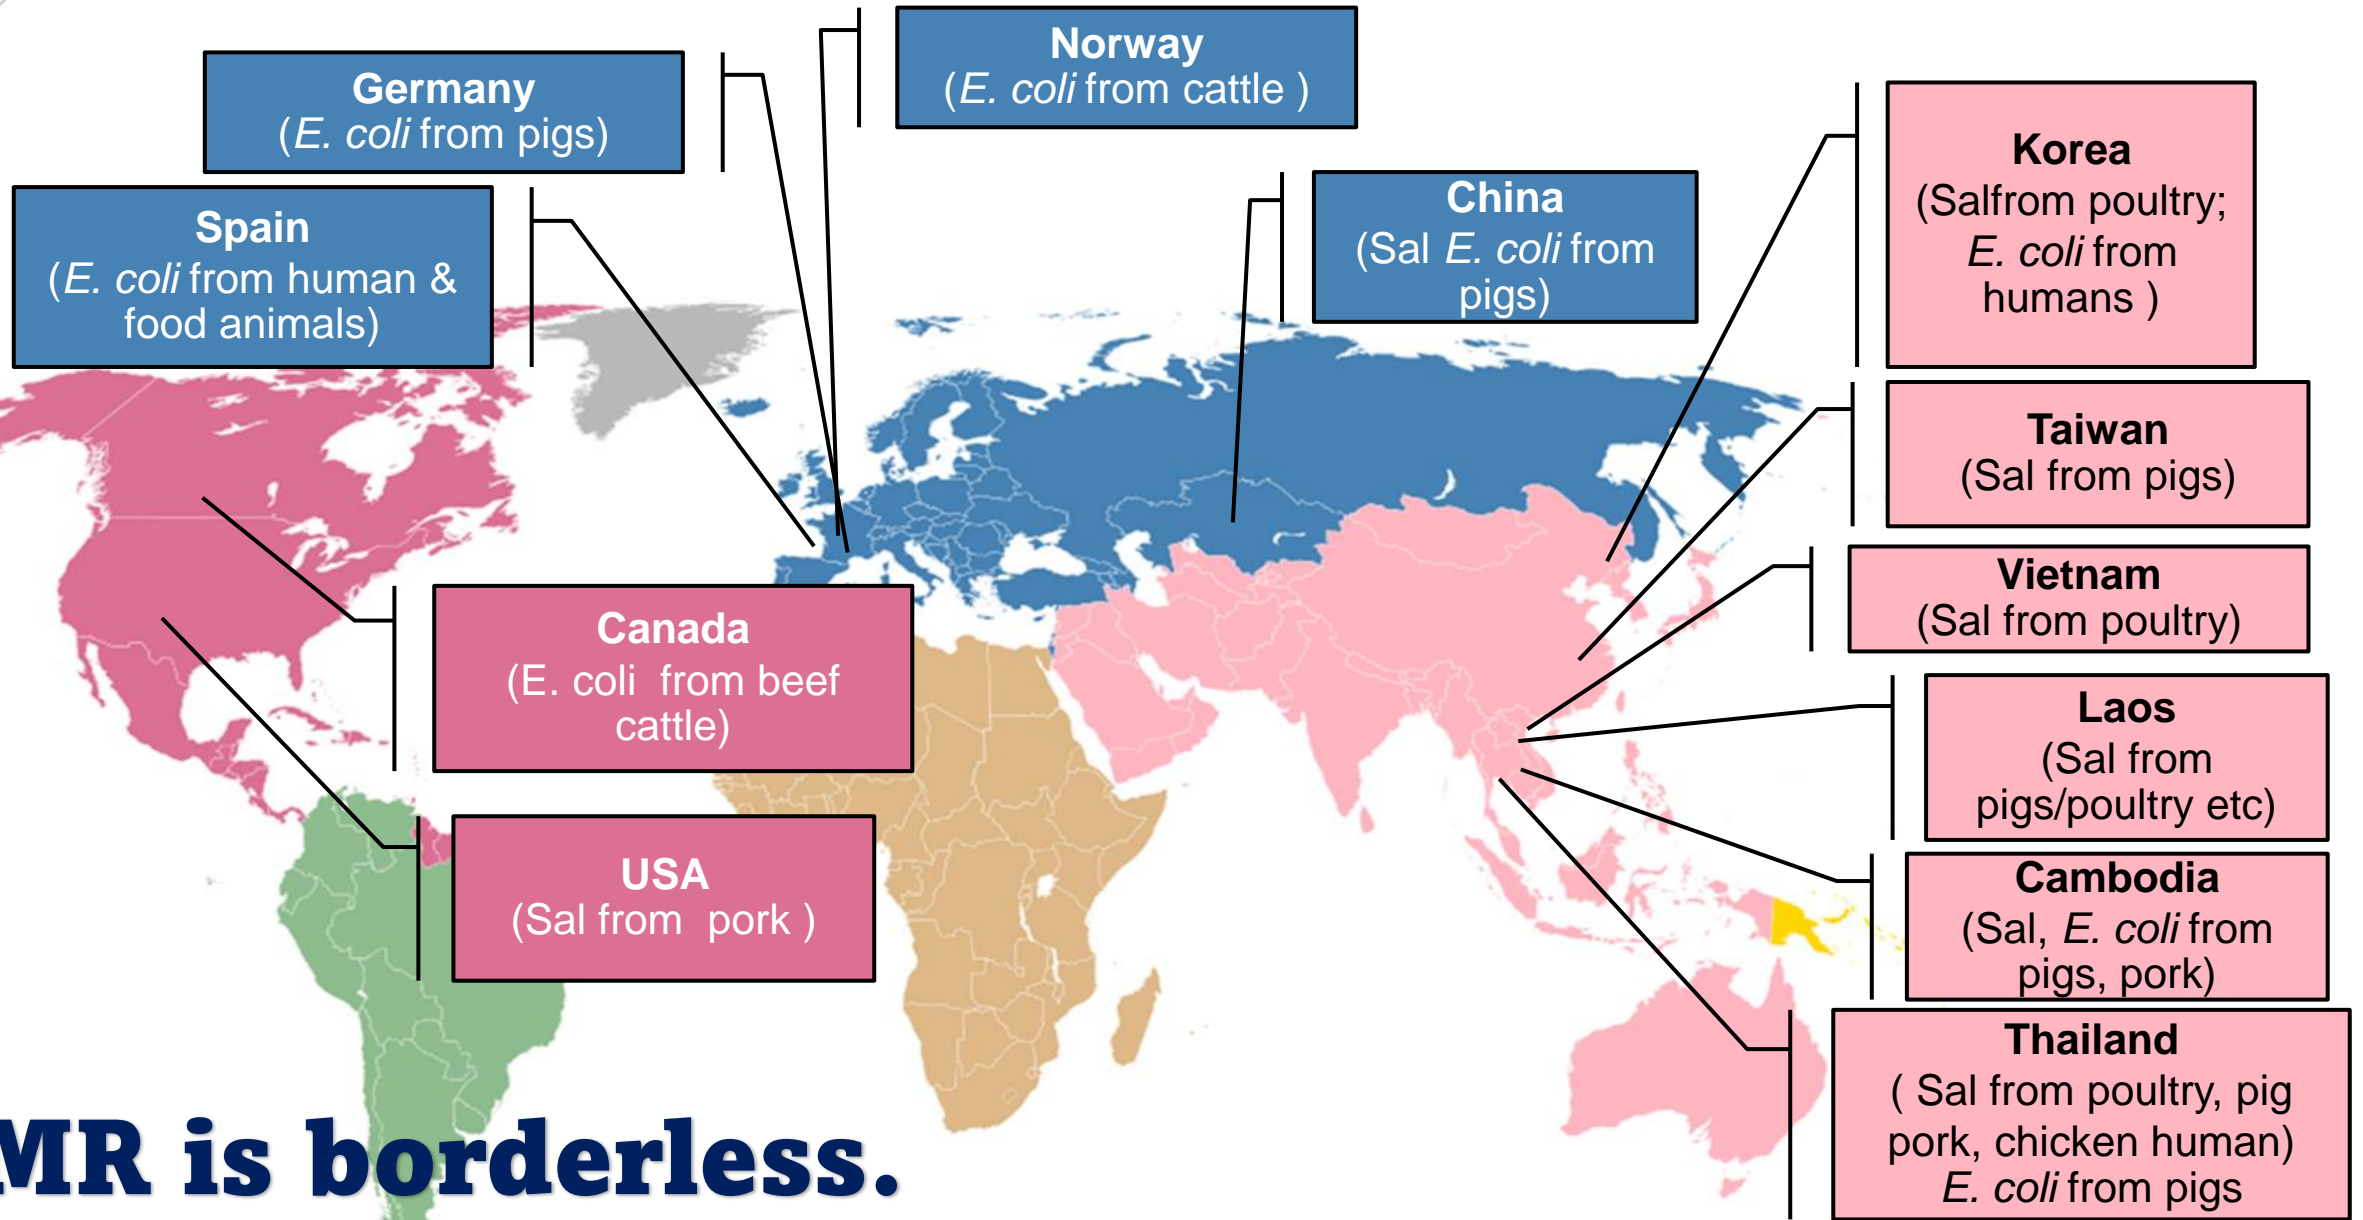 Norway
(E. coli from cattle )
Germany
(E. coli from pigs)
Spain
(E. coli from human &
food animals)
China
(Sal E. coli from
pigs)
Korea
(Salfrom poultry;
E. coli from
humans )
Taiwan
(Sal from pigs)
Vietnam
(Sal from poultry)
Canada
(E. coli from beef
cattle)
Laos
(Sal from
pigs/poultry etc)
USA
(Sal from pork )
Cambodia
(Sal, E. coli from
pigs, pork)
Thailand
( Sal from poultry, pig
pork, chicken human)
E. coli from pigs
MR is borderless.